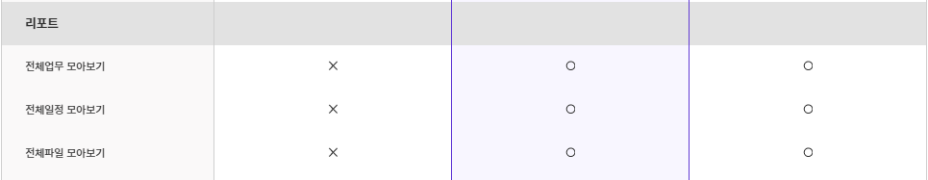 리포트
전체업무 모아보기 × ○ ○
전체일정 모아보기 × ○ ○
전체파일 모아보기 × ○ ○